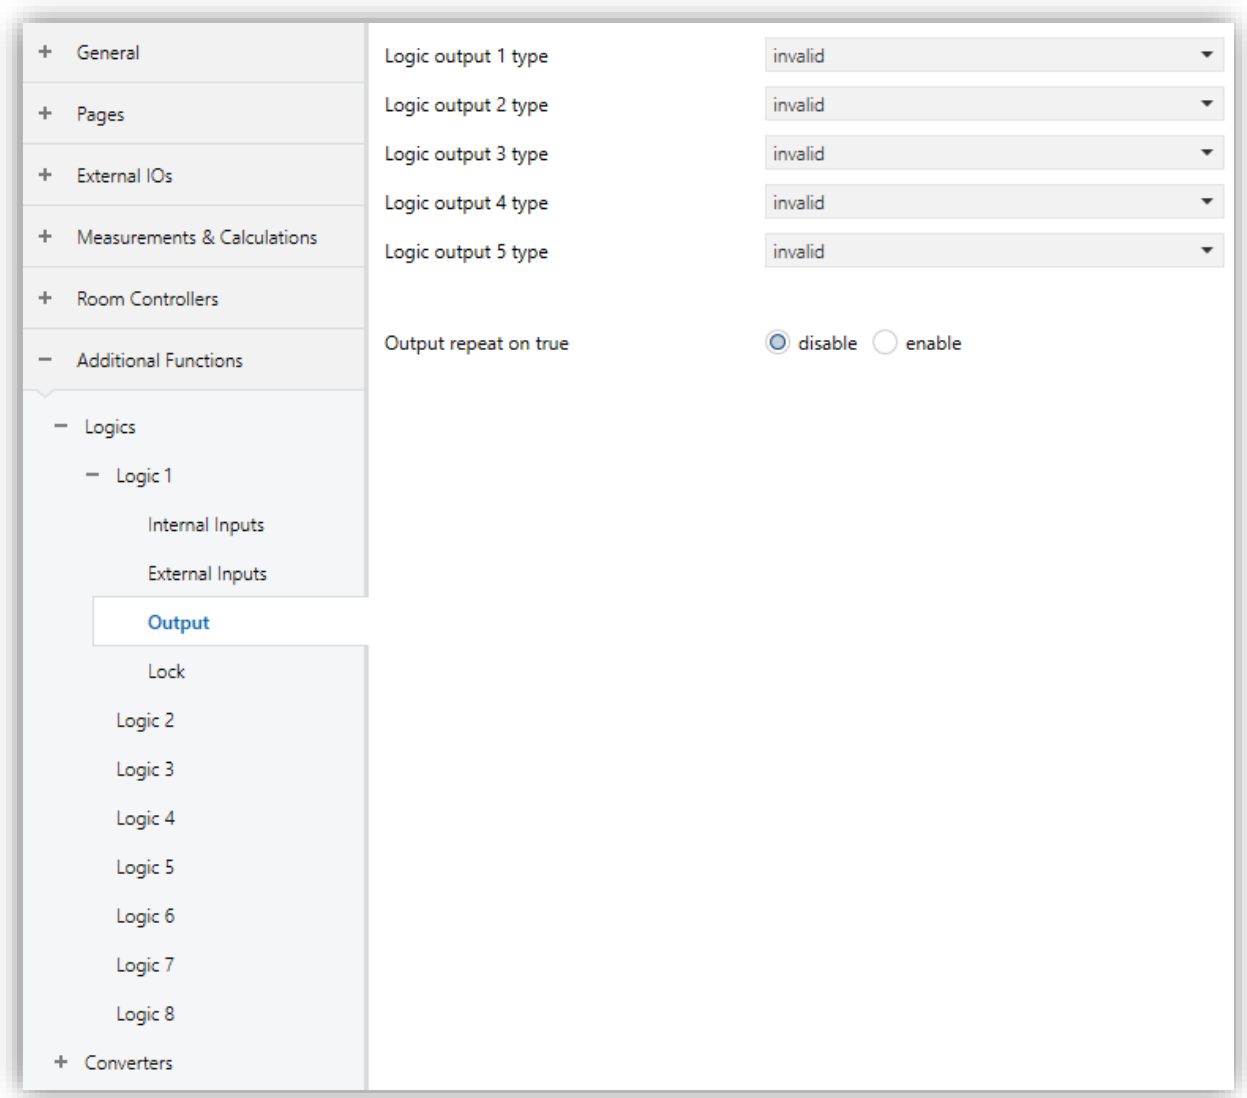 General
Pages
External IOs
Measurements & Calculations
Room Controllers
Additional Functions
Logics
Logic 1
Internal Inputs
External Inputs
Output
Lock
Logic 2
Logic 3
Logic 4
Logic 5
Logic 6
Logic 7
Logic 8
Converters
Logic output 1 type invalid
Logic output 2 type invalid
Logic output 3 type invalid
Logic output 4 type invalid
Logic output 5 type invalid
Output repeat on true disable enable